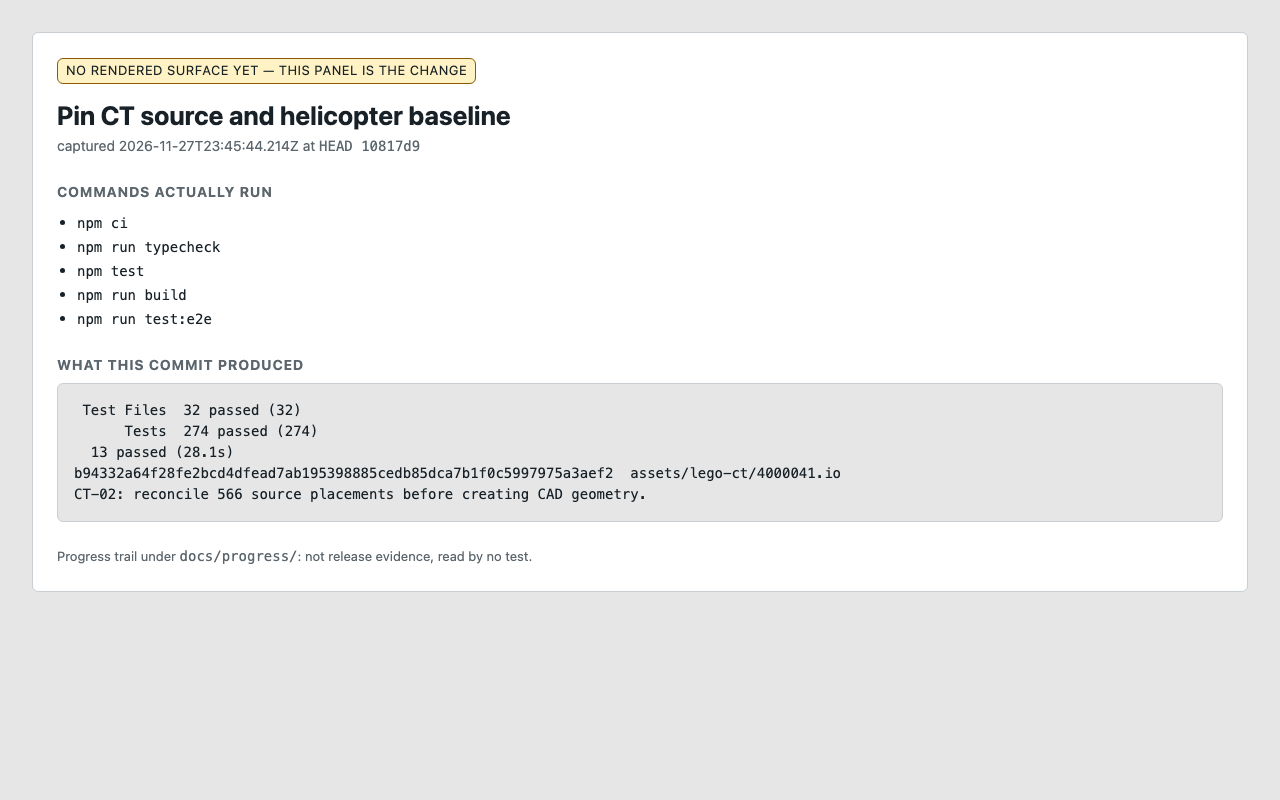 NO RENDERED SURFACE YET — THIS PANEL IS THE CHANGE
Pin CT source and helicopter baseline
captured 2026-11-27T23:45:44.214Z at HEAD 10817d9
COMMANDS ACTUALLY RUN
• npm ci
• npm run typecheck
• npm test
• npm run build
• npm run test:e2e
WHAT THIS COMMIT PRODUCED
Test Files  32 passed (32)
Tests  274 passed (274)
13 passed (28.1s)
b94332a64f28fe2bcd4dfead7ab195398885cedb85dca7b1f0c5997975a3aef2  assets/lego-ct/4000041.io
CT-02: reconcile 566 source placements before creating CAD geometry.
Progress trail under docs/progress/: not release evidence, read by no test.